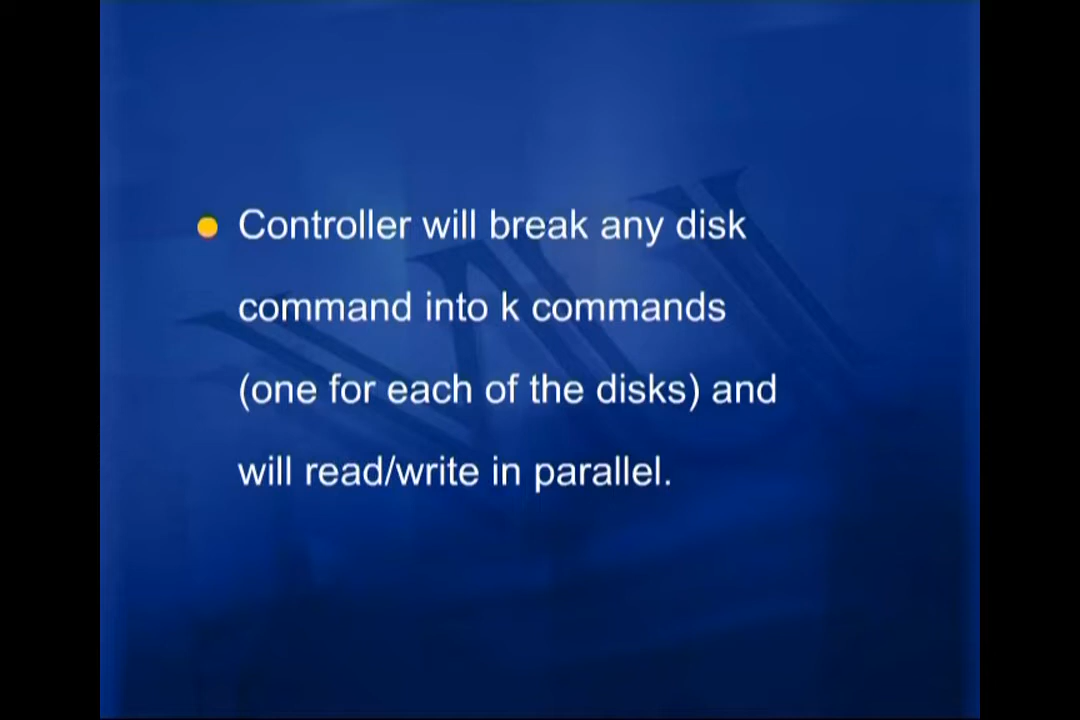 Controller will break any disk
command into k commands
(one for each of the disks) and
will read/write in parallel.
VU